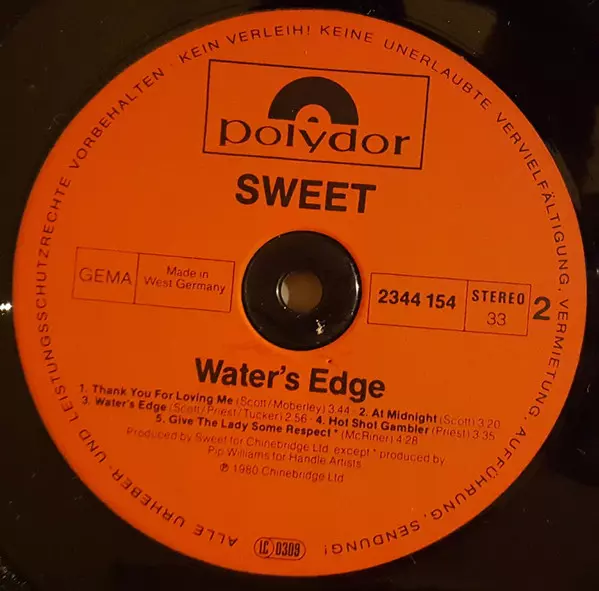 ALLE URHEBER- UND LEISTUNGSSCHUTZRECHTE VORBEHALTEN · KEIN VERLEIH! KEINE UNERLAUBTE VERVIELFÄLTIGUNG, VERMIETUNG, AUFFÜHRUNG, SENDUNG!
polydor
SWEET
GEMA
Made in
West Germany
2344 154
STEREO
33
2
Water's Edge
1. Thank You For Loving Me (Scott/Moberley) 3:44 · 2. At Midnight (Scott) 3:20
3. Water's Edge (Scott/Priest/Tucker) 2:56 · 4. Hot Shot Gambler (Priest) 3:35
5. Give The Lady Some Respect * (McRiner) 4:28
Produced by Sweet for Chinebridge Ltd. except * produced by
Pip Williams for Handle Artists
℗ 1980 Chinebridge Ltd
LC 0309